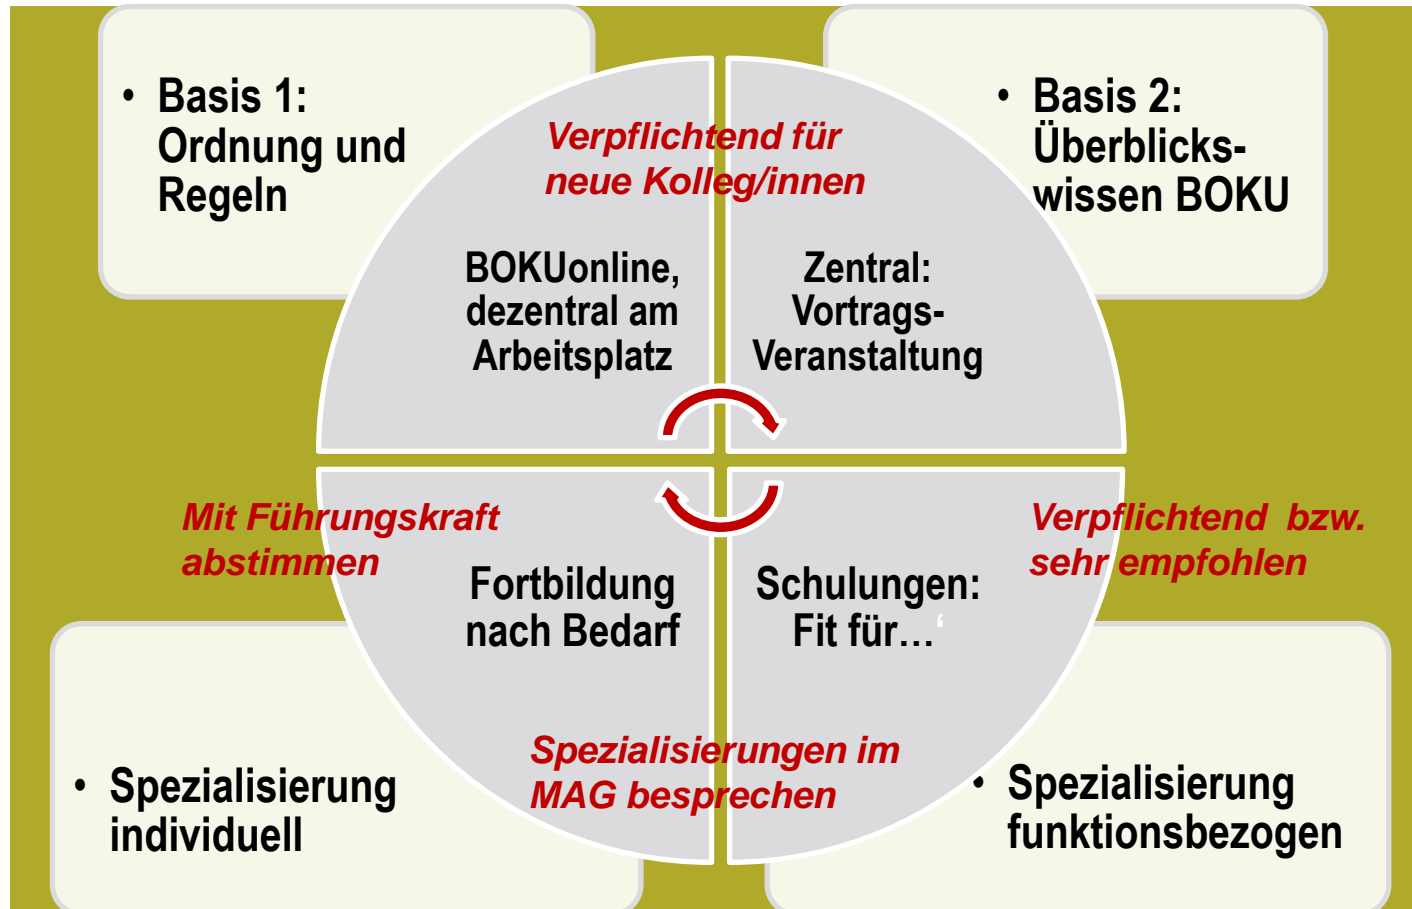 • Basis 1:
Ordnung und
Regeln
• Basis 2:
Überblicks-
wissen BOKU
Verpflichtend für
neue Kolleg/innen
BOKUonline,
dezentral am
Arbeitsplatz
Zentral:
Vortrags-
Veranstaltung
Mit Führungskraft
abstimmen
Verpflichtend bzw.
sehr empfohlen
Fortbildung
nach Bedarf
Schulungen:
Fit für…‘
Spezialisierungen im
MAG besprechen
• Spezialisierung
individuell
• Spezialisierung
funktionsbezogen